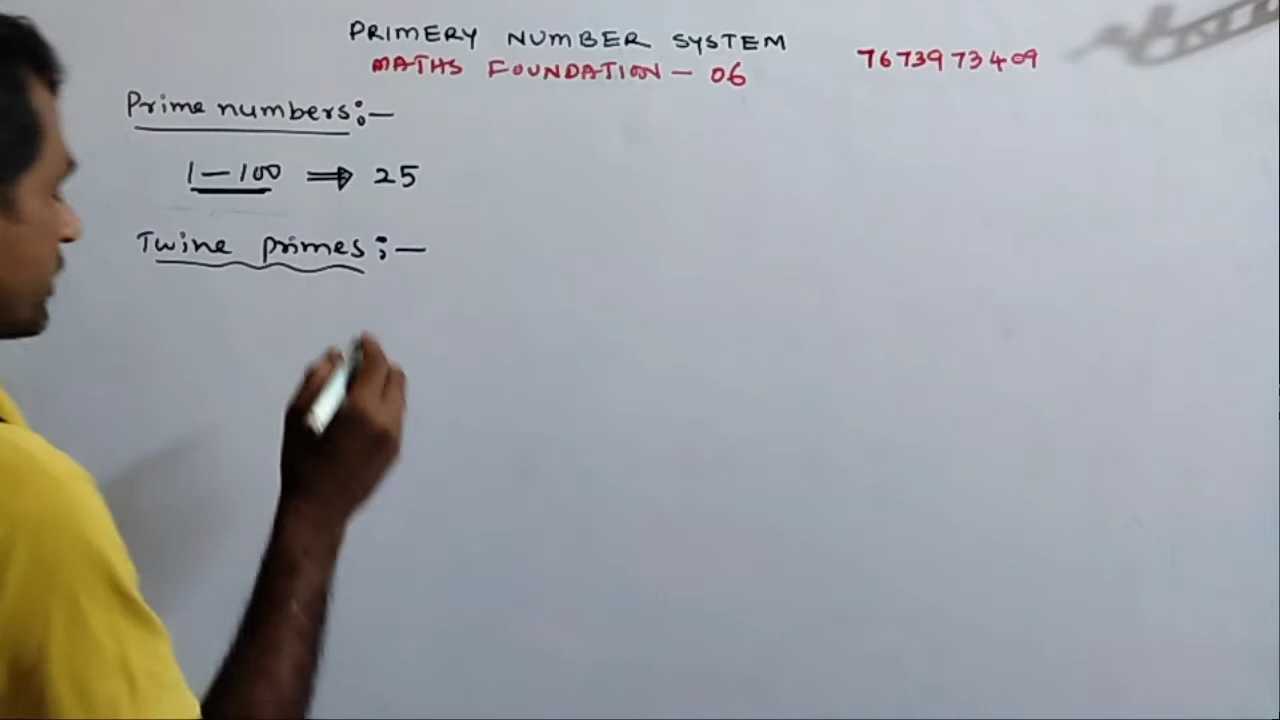 PRIMERY NUMBER SYSTEM
MATHS FOUNDATION - 06
7673973409
Prime numbers:-
1 - 100 ⇒ 25
Twine primes:-